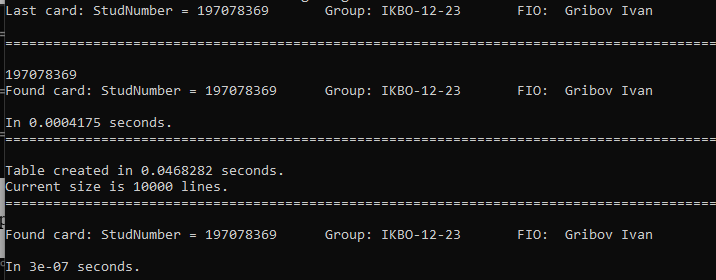 Last card: StudNumber = 197078369 Group: IKBO-12-23 FIO: Gribov Ivan
=========================================================================================
197078369
Found card: StudNumber = 197078369 Group: IKBO-12-23 FIO: Gribov Ivan
In 0.0004175 seconds.
=========================================================================================
Table created in 0.0468282 seconds.
Current size is 10000 lines.
=========================================================================================
Found card: StudNumber = 197078369 Group: IKBO-12-23 FIO: Gribov Ivan
In 3e-07 seconds.